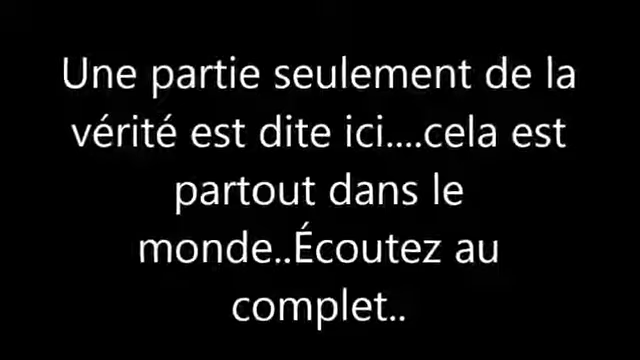 Une partie seulement de la
vérité est dite ici....cela est
partout dans le
monde..Écoutez au
complet..